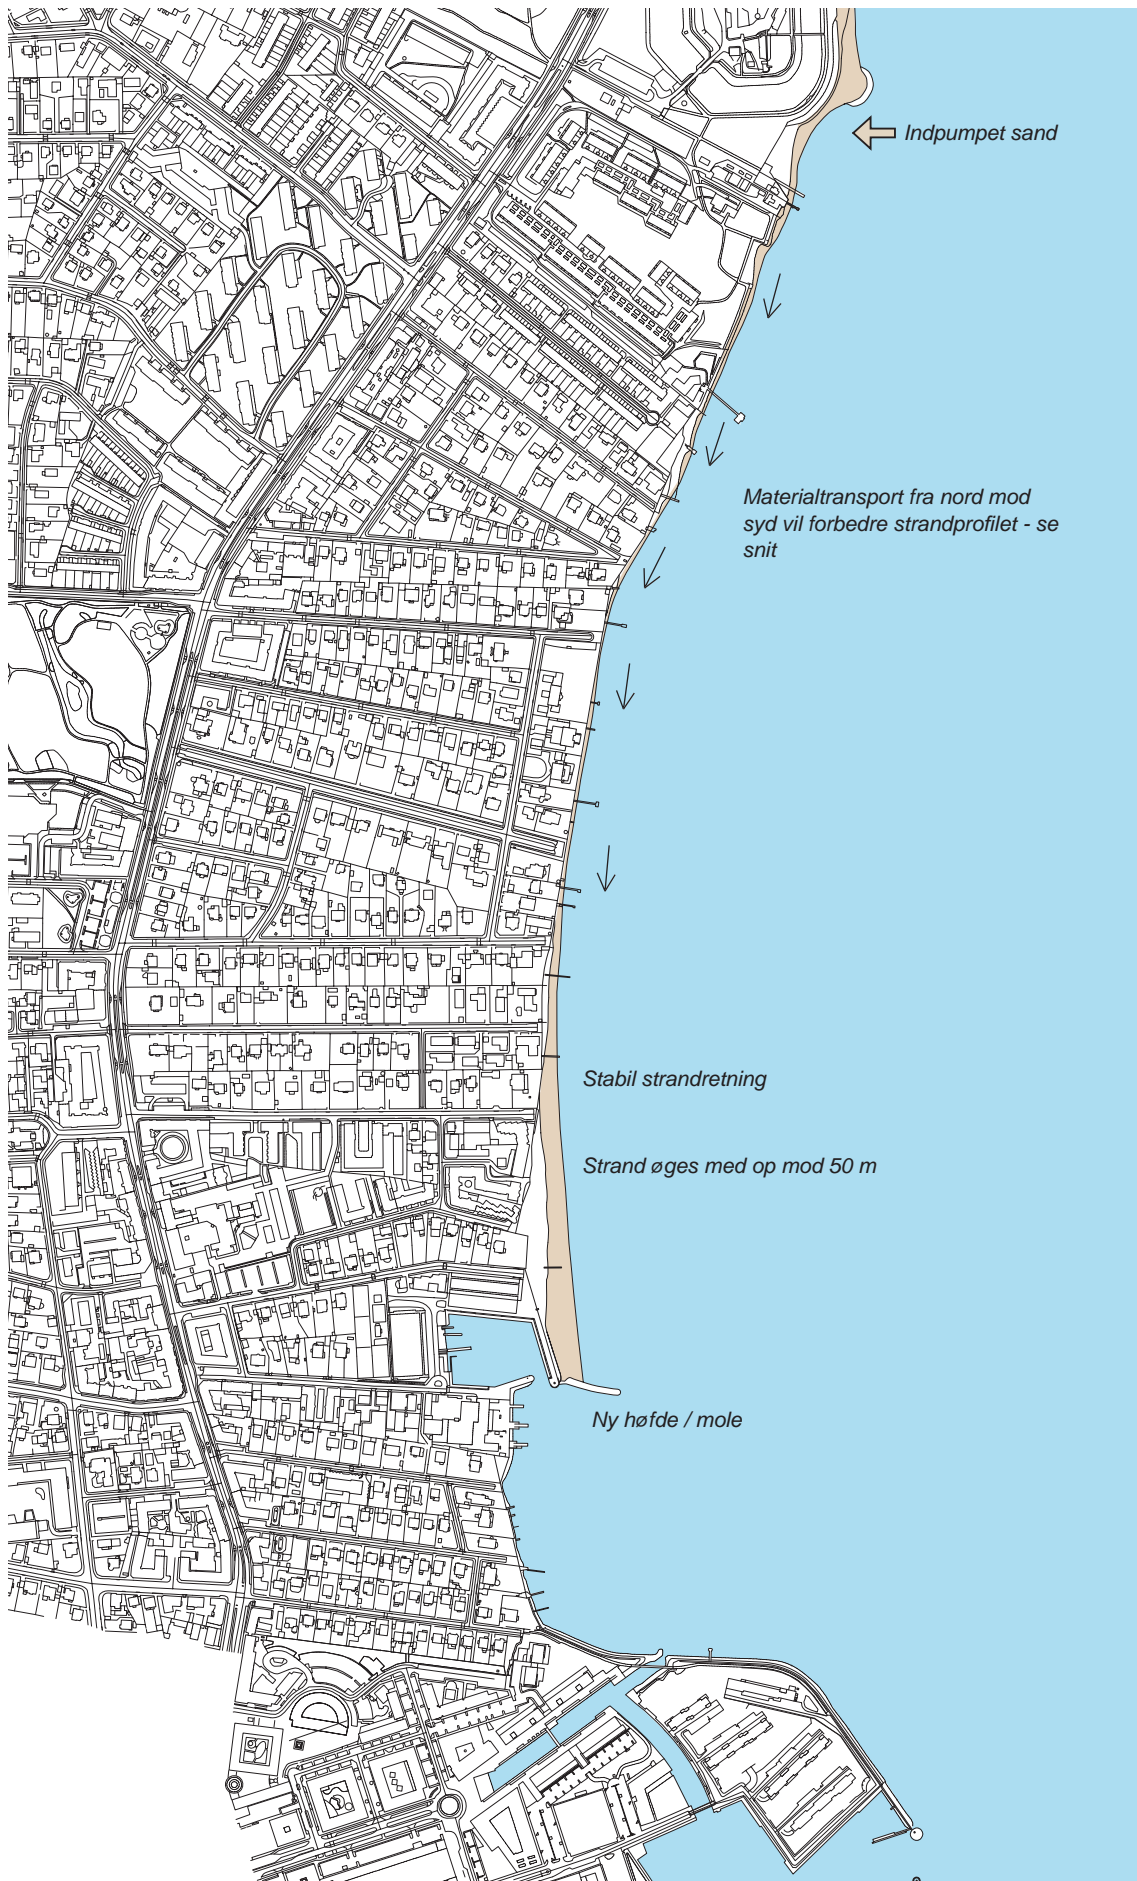 Indpumpet sand
Materialtransport fra nord mod
syd vil forbedre strandprofilet - se
snit
Stabil strandretning
Strand øges med op mod 50 m
Ny høfde / mole